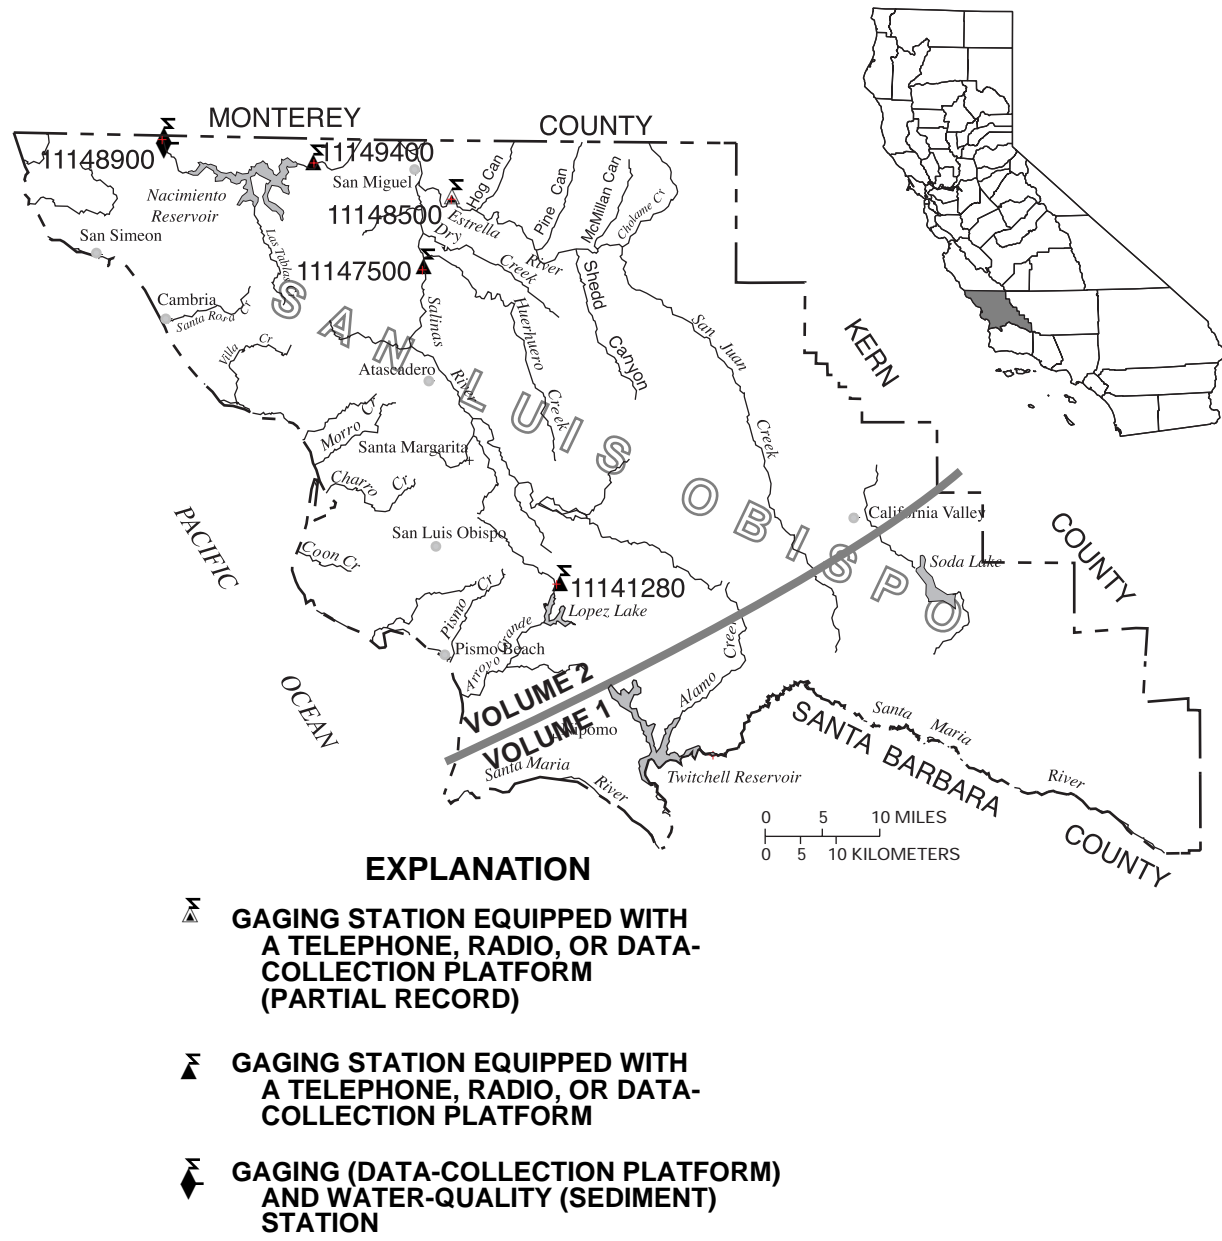 MONTEREY
COUNTY
11148900
11149400
San Miguel
Nacimiento
Reservoir
11148500
Hog Can
Pine Can
McMillan Can
Cholame Cr
Estrella
River
Dry
Creek
San Simeon
Las Tablas
11147500
Cambria
Santa Rosa Cr
Villa Cr
Salinas
River
Huerhuero
Creek
Shedd
Canyon
San Juan
Creek
KERN
COUNTY
SAN LUIS OBISPO
Atascadero
Morro Cr
Santa Margarita
Charro Cr
San Luis Obispo
Coon Cr
PACIFIC
OCEAN
California Valley
Soda Lake
11141280
Lopez Lake
Pismo Cr
Pismo Beach
Arroyo Grande
VOLUME 2
VOLUME 1
Alamo
Creek
Santa Maria
River
Twitchell Reservoir
Santa Maria
River
SANTA BARBARA
COUNTY
0 5 10 MILES
0 5 10 KILOMETERS
EXPLANATION
GAGING STATION EQUIPPED WITH
A TELEPHONE, RADIO, OR DATA-
COLLECTION PLATFORM
(PARTIAL RECORD)
GAGING STATION EQUIPPED WITH
A TELEPHONE, RADIO, OR DATA-
COLLECTION PLATFORM
GAGING (DATA-COLLECTION PLATFORM)
AND WATER-QUALITY (SEDIMENT)
STATION